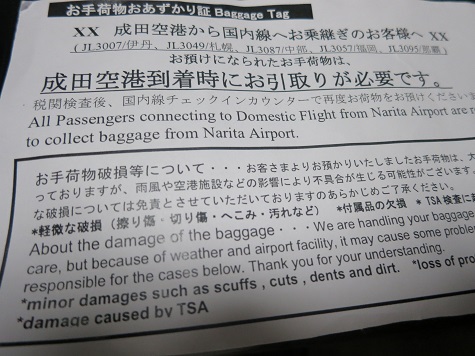 お手荷物おあずかり証 Baggage Tag
XX 成田空港から国内線へお乗継ぎのお客様へ XX
(JL3007/伊丹、JL3049/札幌、JL3087/中部、JL3057/福岡、JL3095/那覇)
お預けになられたお手荷物は、
成田空港到着時にお引取りが必要です。
税関検査後、国内線チェックインカウンターで再度お荷物をお預けくださいま
All Passengers connecting to Domestic Flight from Narita Airport are
to collect baggage from Narita Airport.
お手荷物破損等について・・・お客さまよりお預かりいたしましたお手荷物は、
っておりますが、雨風や空港施設などの影響により不具合が生じる可能性がございます。
な破損については免責とさせていただいておりますのであらかじめご了承ください。
*軽微な破損（擦り傷・切り傷・へこみ・汚れなど） *付属品の欠損 * TSA検査に
About the damage of the baggage・・・We are handling your baggage
care, but because of weather and airport facility, it may cause some
responsible for the cases below. Thank you for your understanding.
*minor damages such as scuffs , cuts , dents and dirt. *loss of
*damage caused by TSA